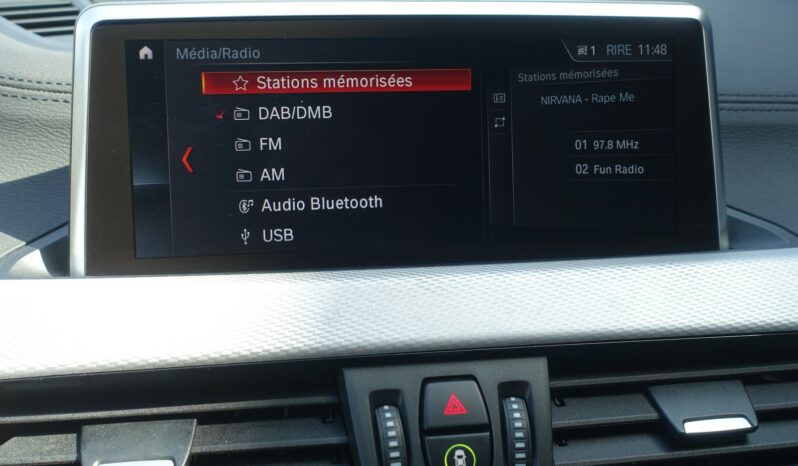 Média/Radio
1 RIRE 11:48
Stations mémorisées
DAB/DMB
FM
AM
Audio Bluetooth
USB
Stations mémorisées
NIRVANA - Rape Me
01 97.8 MHz
02 Fun Radio